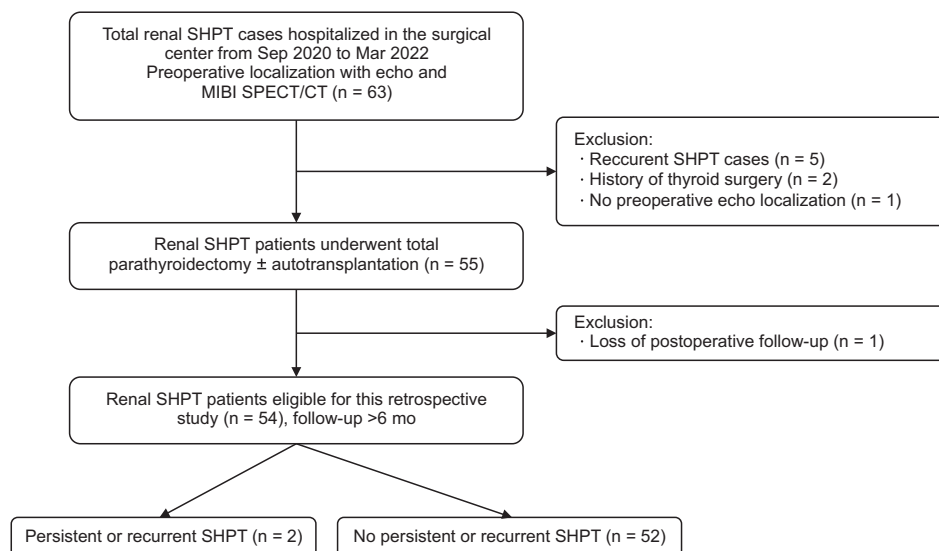 Total renal SHPT cases hospitalized in the surgical
center from Sep 2020 to Mar 2022
Preoperative localization with echo and
MIBI SPECT/CT (n = 63)
Exclusion:
· Reccurent SHPT cases (n = 5)
· History of thyroid surgery (n = 2)
· No preoperative echo localization (n = 1)
Renal SHPT patients underwent total
parathyroidectomy ± autotransplantation (n = 55)
Exclusion:
· Loss of postoperative follow-up (n = 1)
Renal SHPT patients eligible for this retrospective
study (n = 54), follow-up >6 mo
Persistent or recurrent SHPT (n = 2)
No persistent or recurrent SHPT (n = 52)